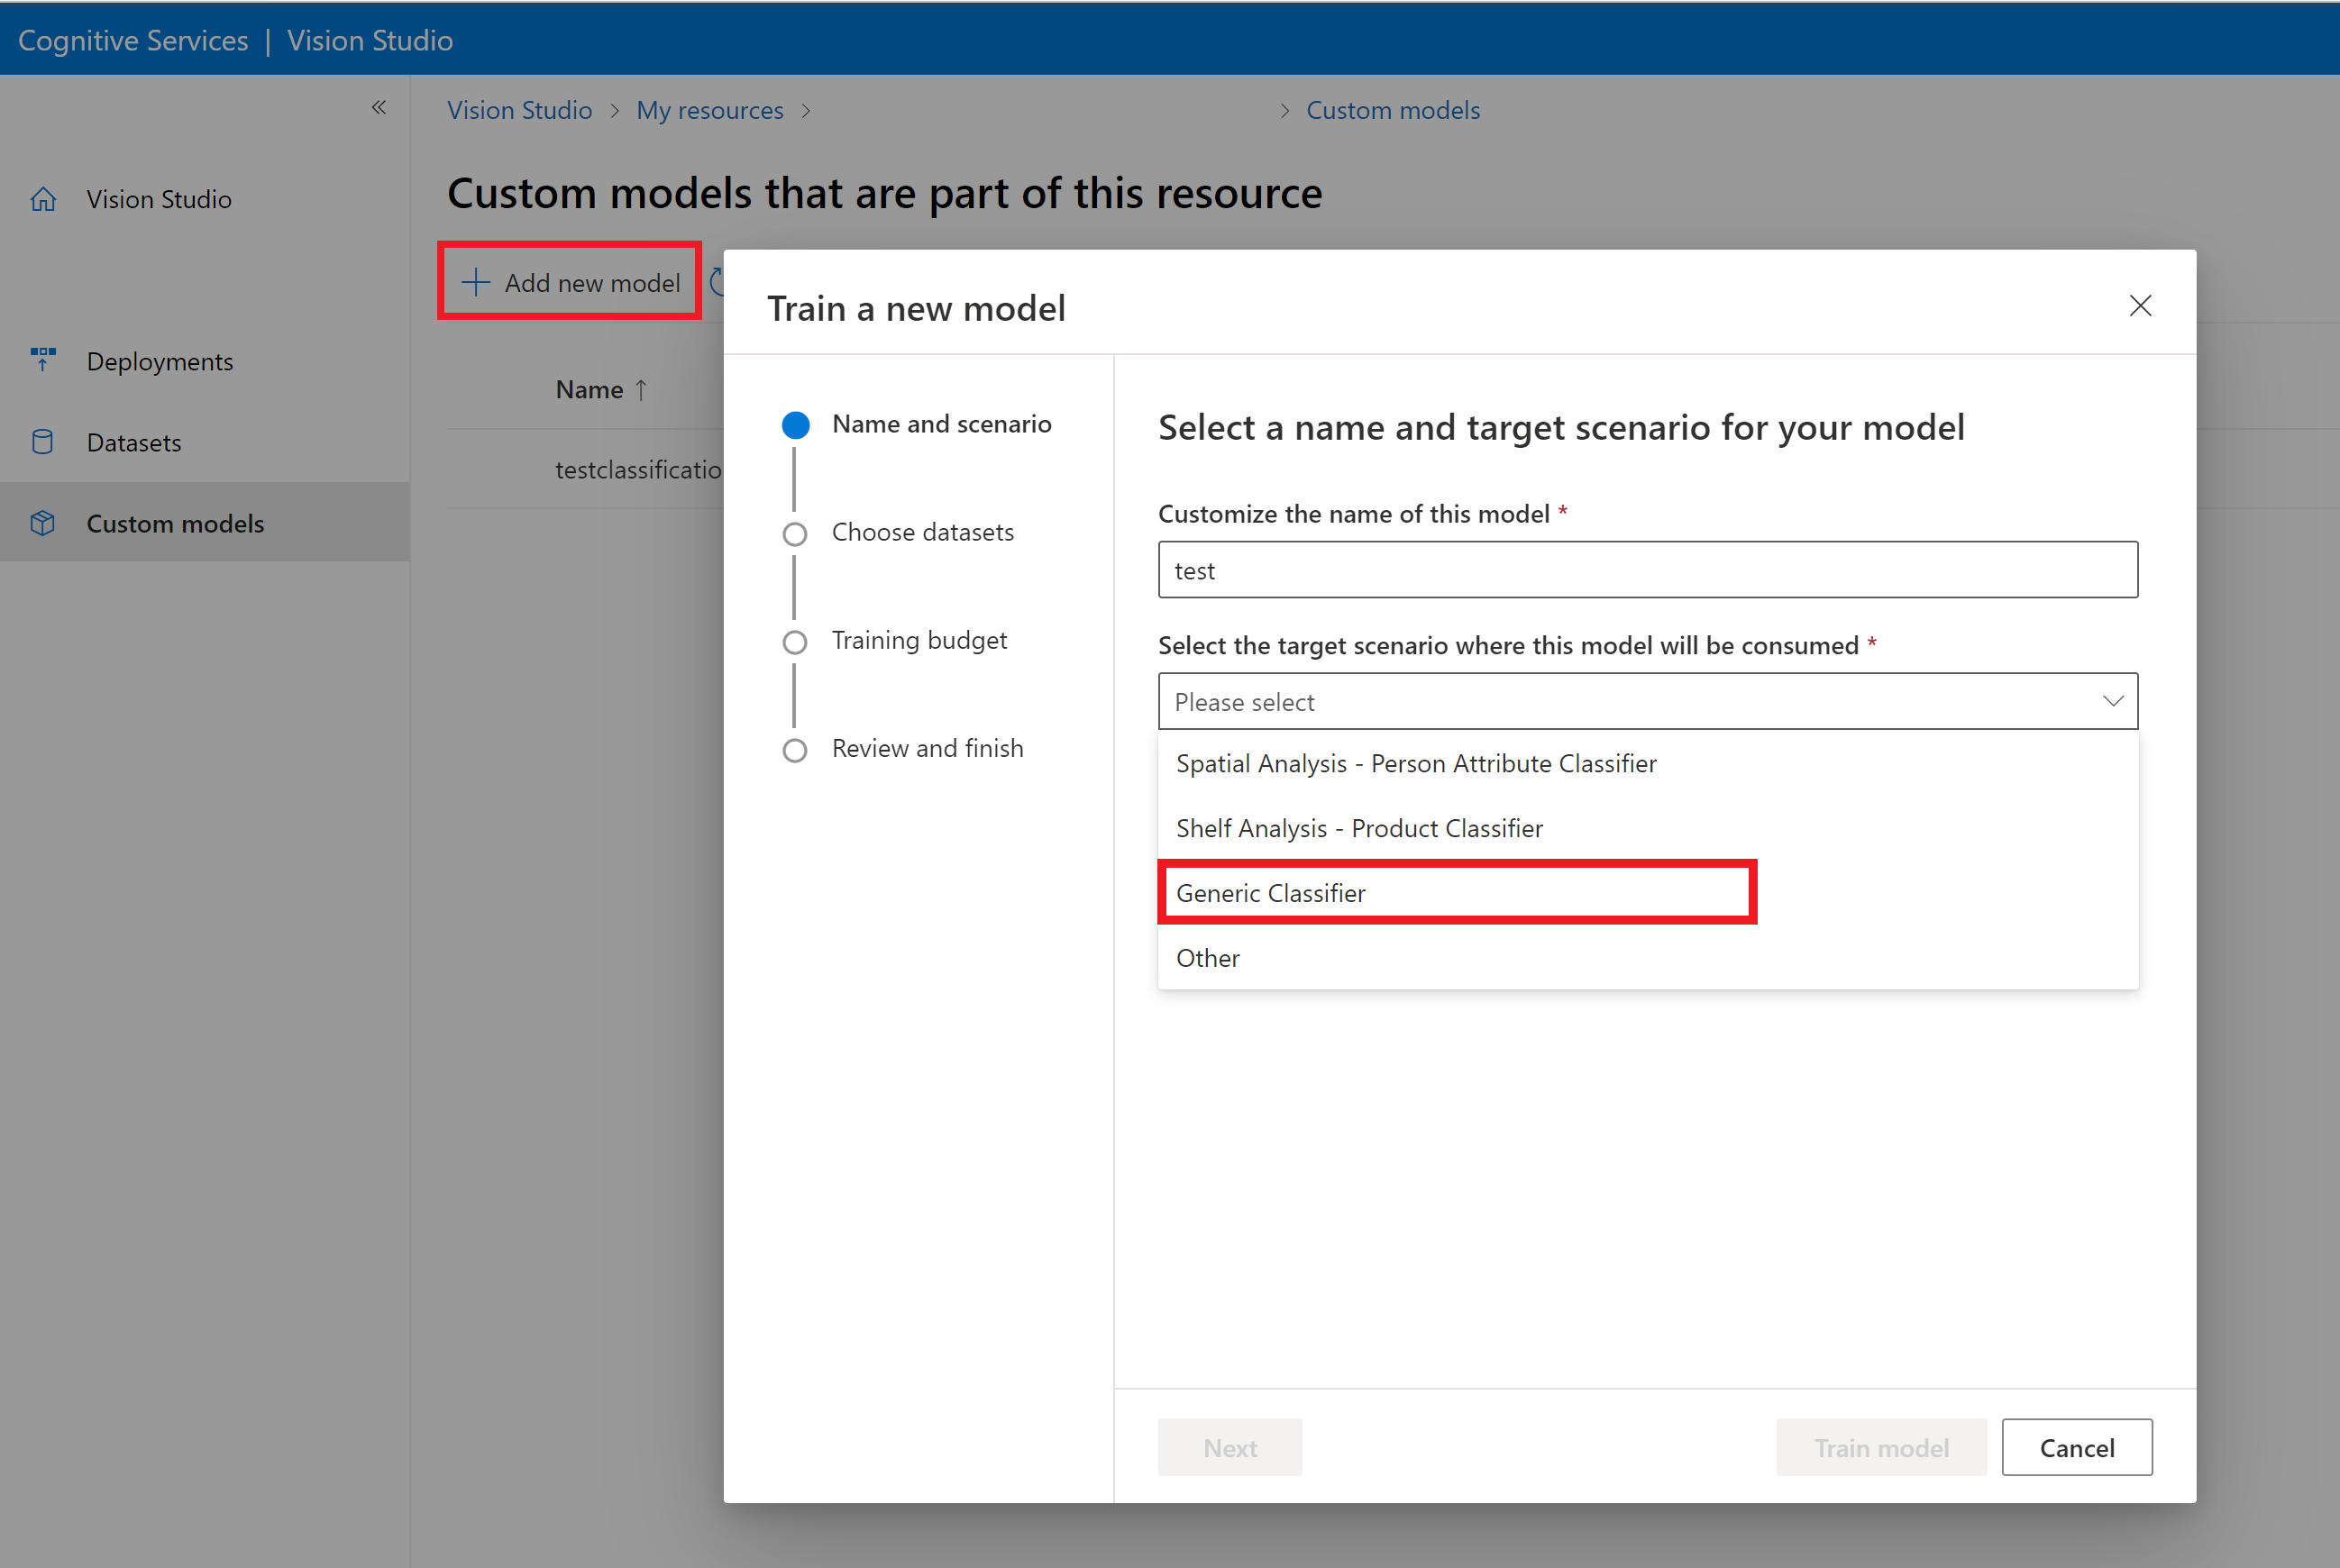 Cognitive Services | Vision Studio
Vision Studio > My resources > > Custom models
Vision Studio
Deployments
Datasets
Custom models
Custom models that are part of this resource
Add new model
Name ↑
testclassificatio
Train a new model
Name and scenario
Choose datasets
Training budget
Review and finish
Select a name and target scenario for your model
Customize the name of this model *
test
Select the target scenario where this model will be consumed *
Please select
Spatial Analysis - Person Attribute Classifier
Shelf Analysis - Product Classifier
Generic Classifier
Other
Next
Train model
Cancel